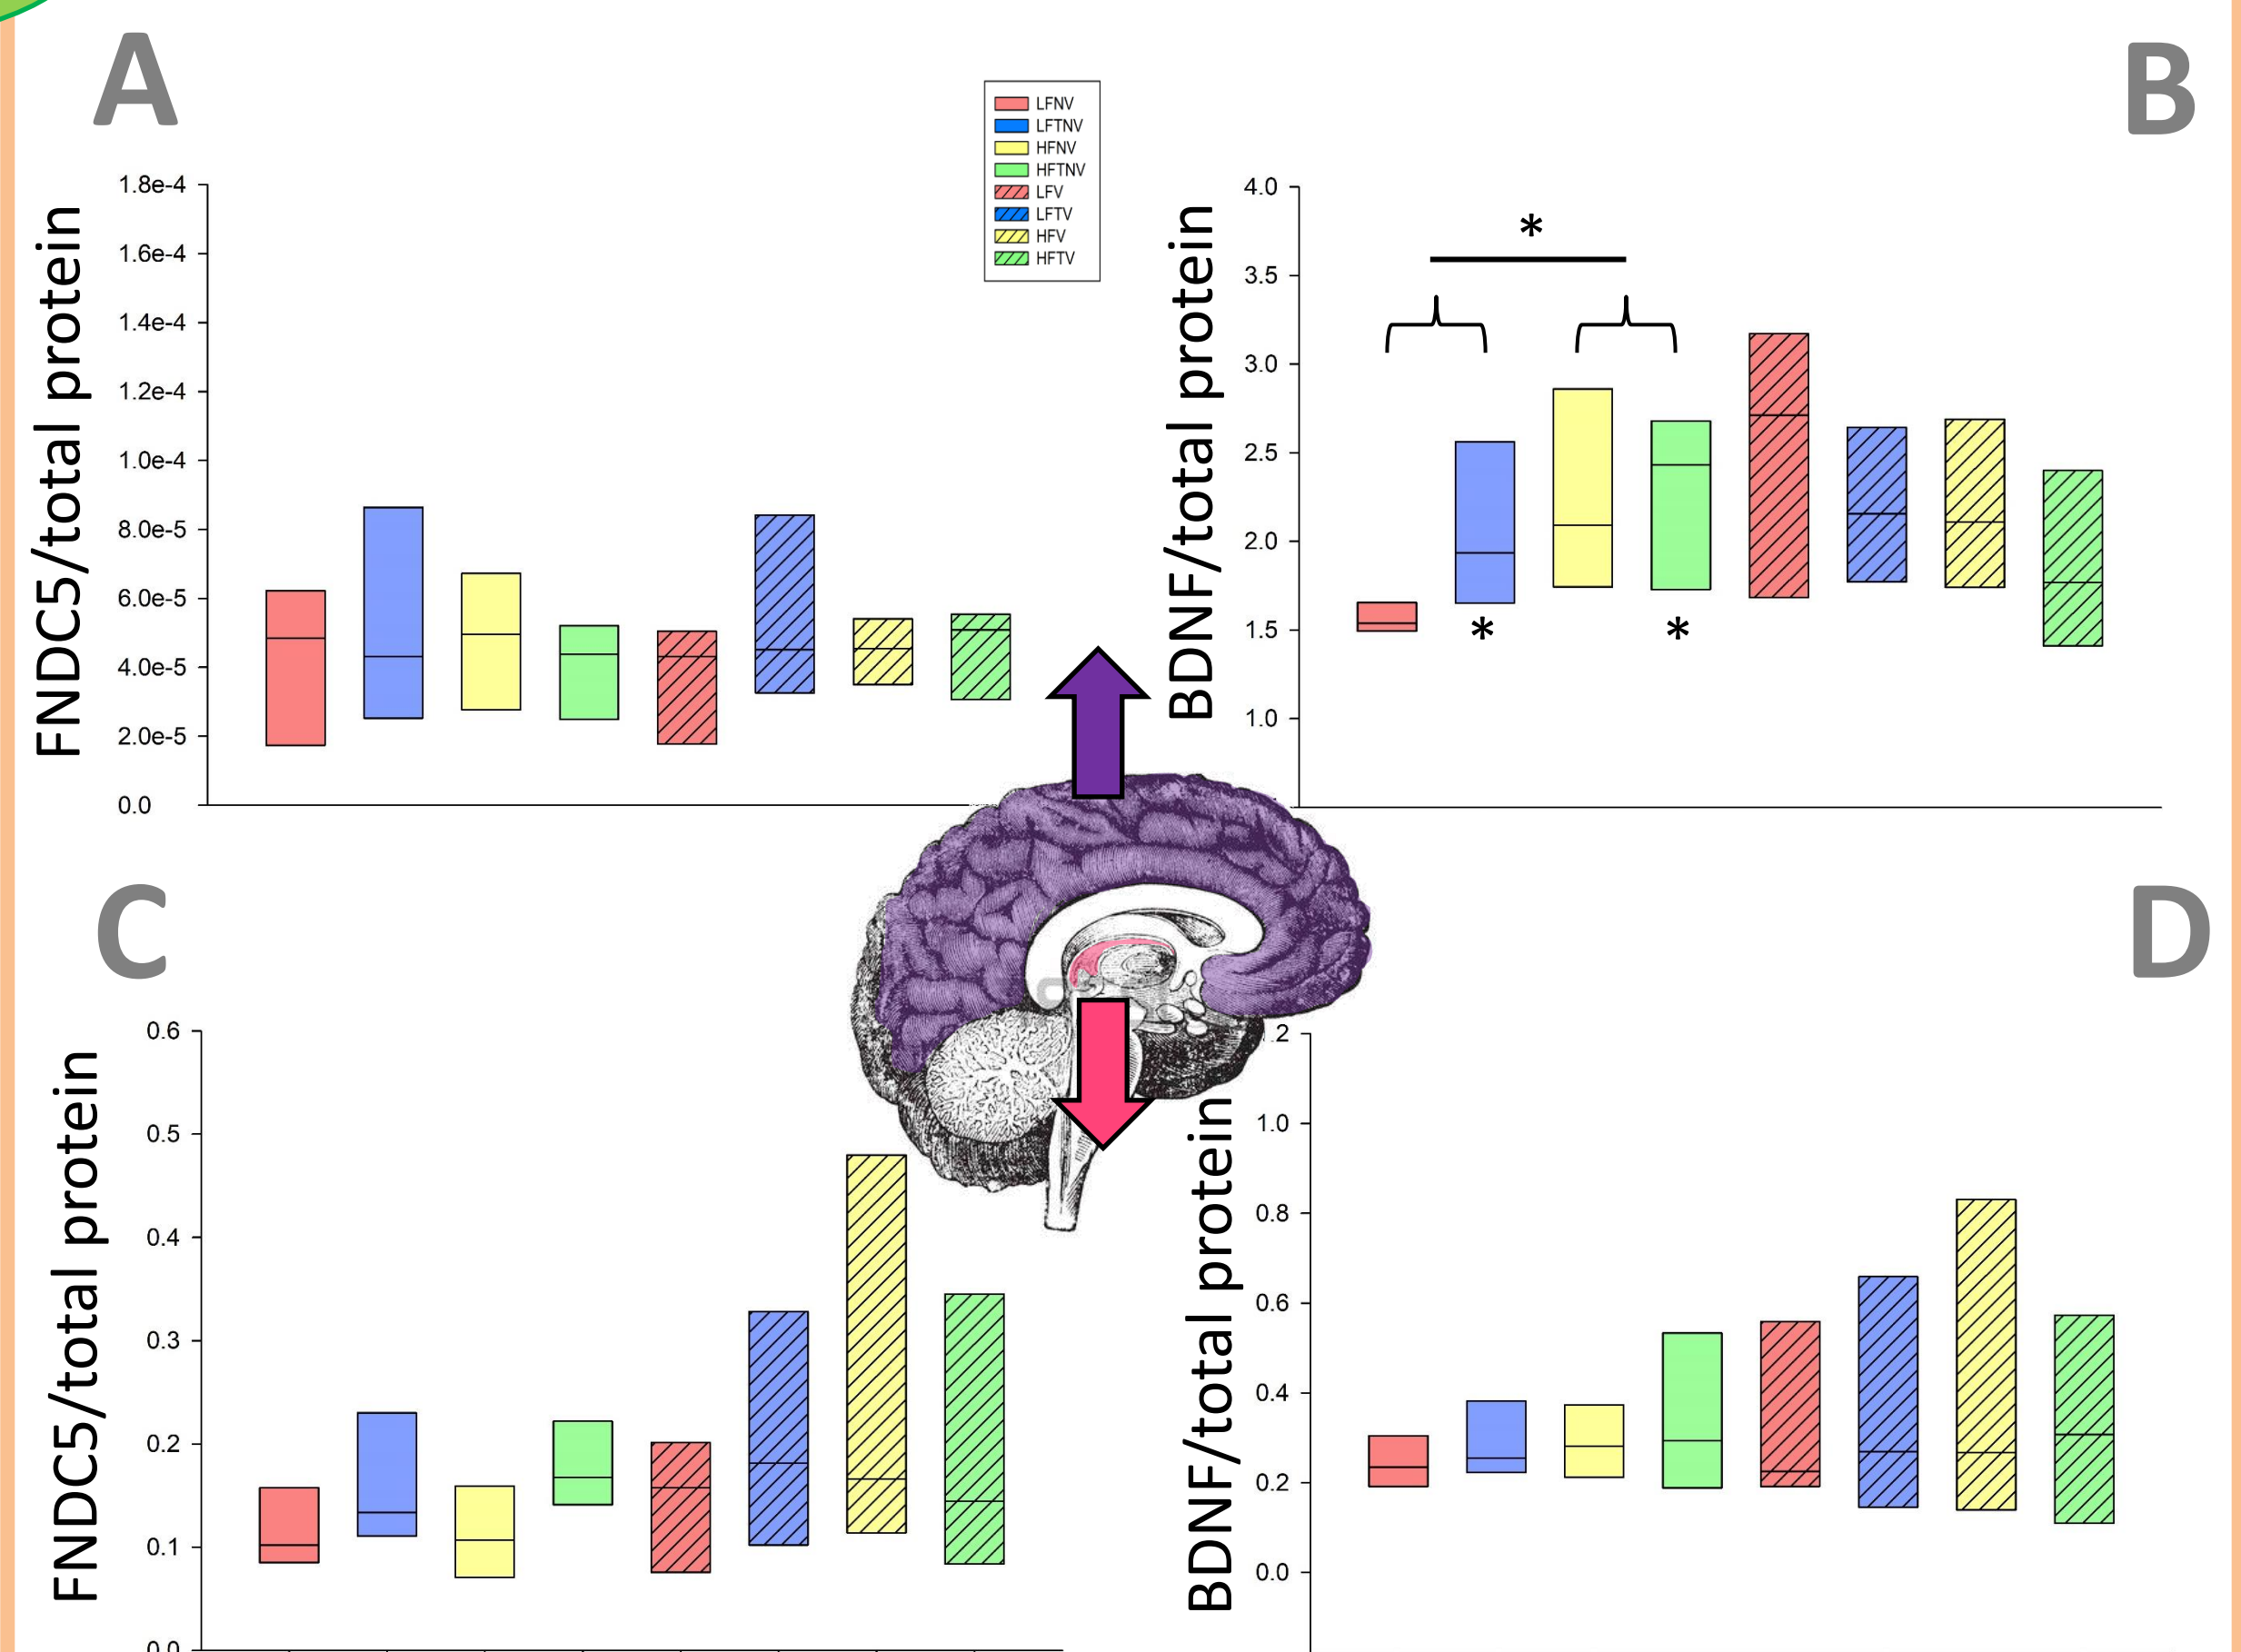 A
B
LFNV
LFTNV
HFNV
HFTNV
LFV
LFTV
HFV
HFTV
FNDC5/total protein
1.8e-4
1.6e-4
1.4e-4
1.2e-4
1.0e-4
8.0e-5
6.0e-5
4.0e-5
2.0e-5
0.0
BDNF/total protein
4.0
3.5
3.0
2.5
2.0
1.5
1.0
*
*
*
C
D
FNDC5/total protein
0.6
0.5
0.4
0.3
0.2
0.1
0.0
BDNF/total protein
.2
1.0
0.8
0.6
0.4
0.2
0.0